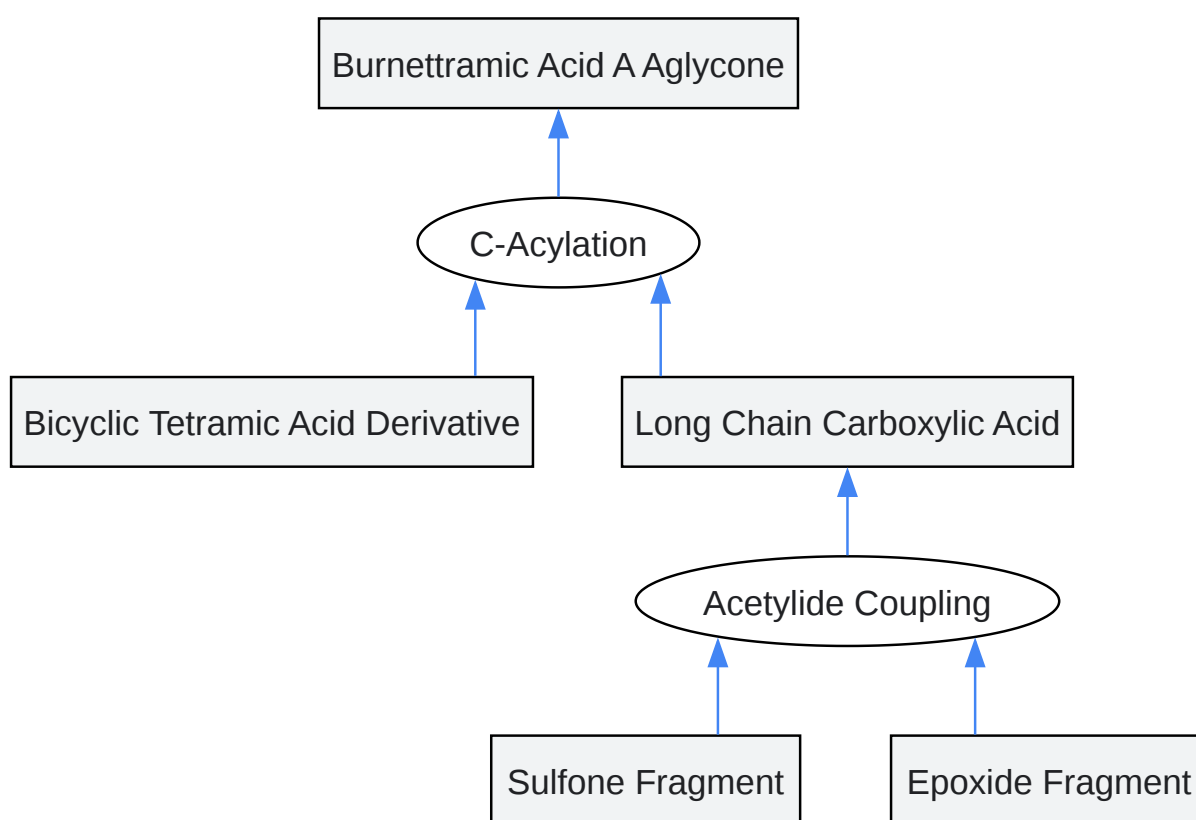 Burnettramic Acid A Aglycone
C-Acylation
Bicyclic Tetramic Acid Derivative
Long Chain Carboxylic Acid
Acetylide Coupling
Sulfone Fragment
Epoxide Fragment